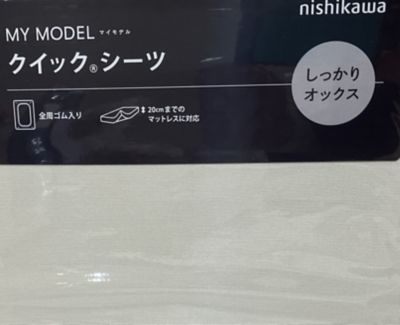 nishikawa
MY MODEL マイモデル
クイック®シーツ
しっかり
オックス
全周ゴム入り
20cmまでの
マットレスに対応